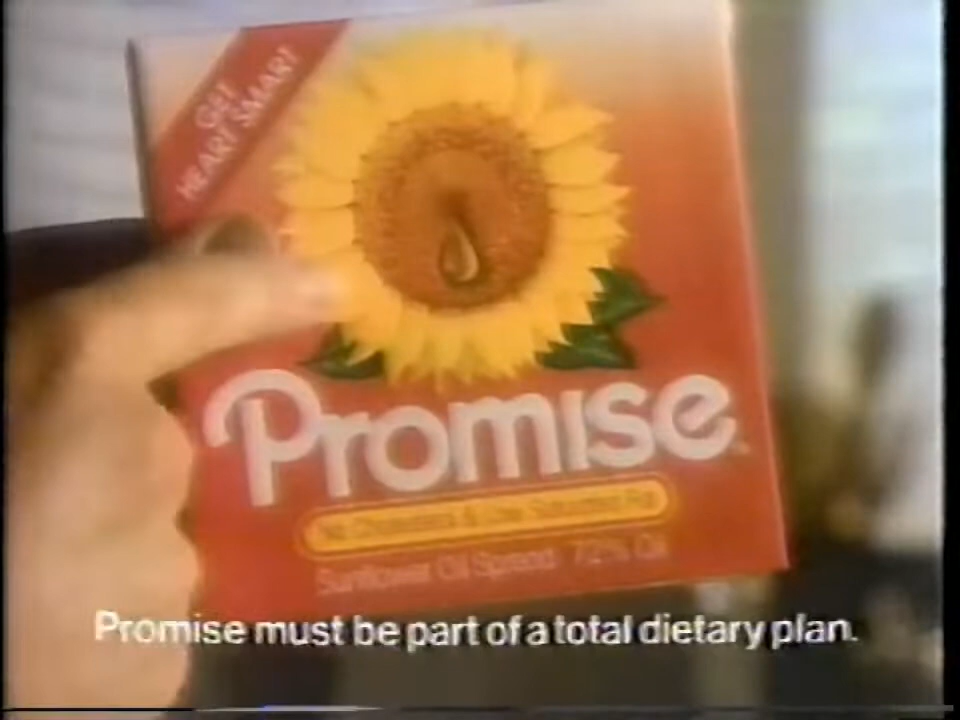 GET
HEART SMART
Promise
No Cholesterol & Low Saturated Fat
Sunflower Oil Spread 72% Oil
Promise must be part of a total dietary plan.